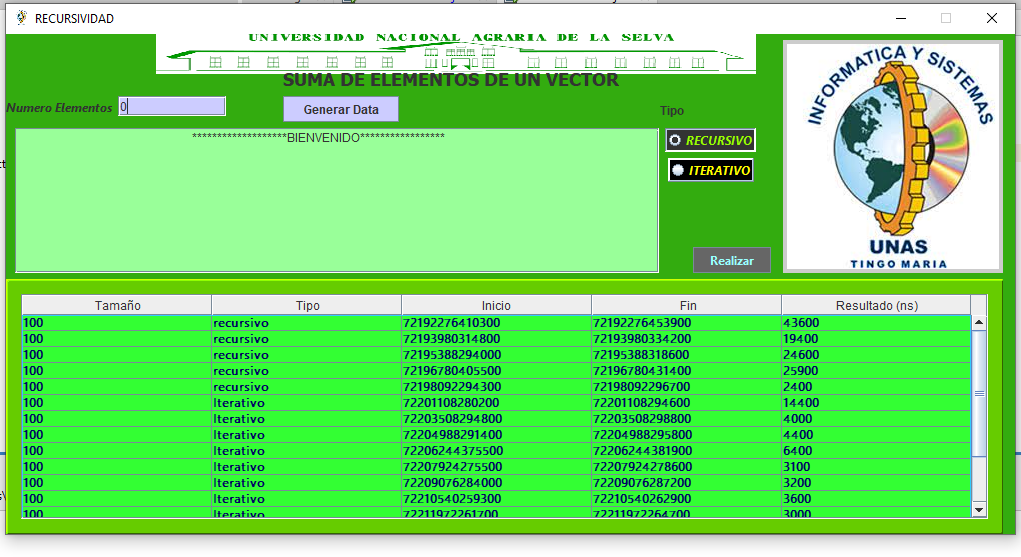 RECURSIVIDAD
UNIVERSIDAD NACIONAL AGRARIA DE LA SELVA
SUMA DE ELEMENTOS DE UN VECTOR
Numero Elementos 0 Generar Data Tipo
*******************BIENVENIDO*****************
RECURSIVO
ITERATIVO
Realizar
INFORMATICA Y SISTEMAS
UNAS
TINGO MARIA
Tamaño Tipo Inicio Fin Resultado (ns)
100 recursivo 72192276410300 72192276453900 43600
100 recursivo 72193980314800 72193980334200 19400
100 recursivo 72195388294000 72195388318600 24600
100 recursivo 72196780405500 72196780431400 25900
100 recursivo 72198092294300 72198092296700 2400
100 Iterativo 72201108280200 72201108294600 14400
100 Iterativo 72203508294800 72203508298800 4000
100 Iterativo 72204988291400 72204988295800 4400
100 Iterativo 72206244375500 72206244381900 6400
100 Iterativo 72207924275500 72207924278600 3100
100 Iterativo 72209076284000 72209076287200 3200
100 Iterativo 72210540259300 72210540262900 3600
100 Iterativo 72211972261700 72211972264700 3000